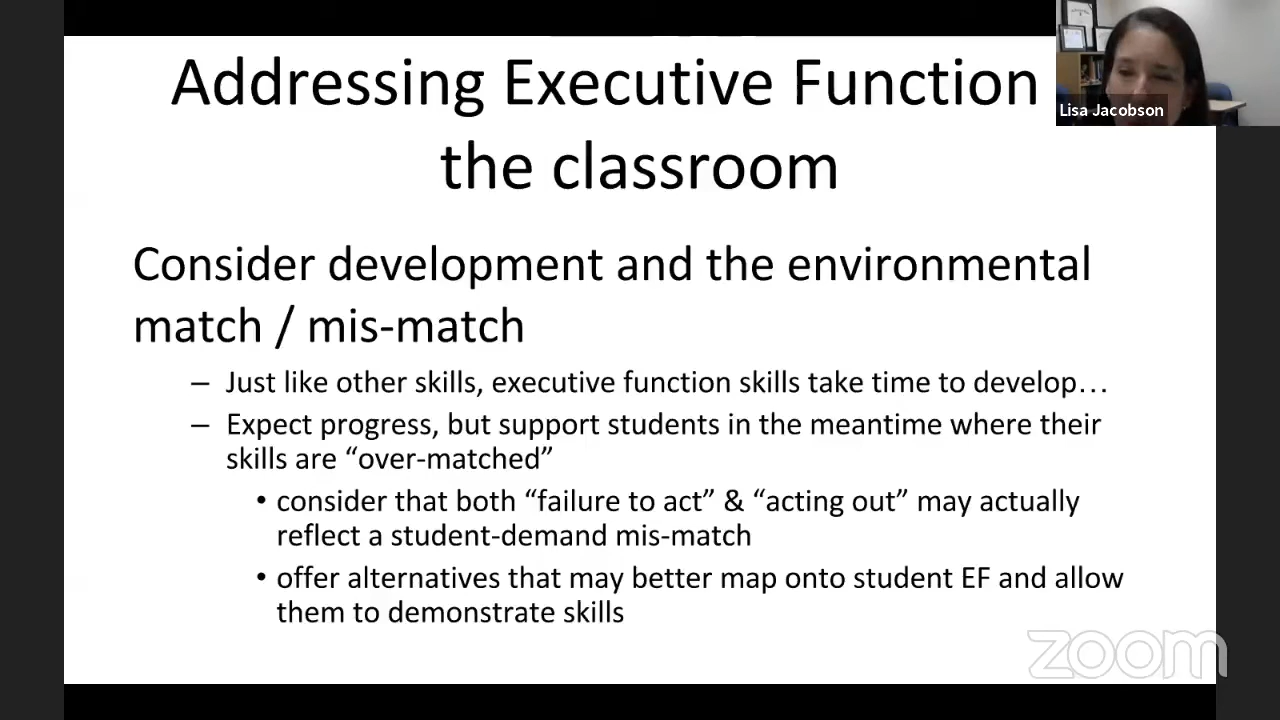 Addressing Executive Function
the classroom
Lisa Jacobson
Consider development and the environmental
match / mis-match
– Just like other skills, executive function skills take time to develop…
– Expect progress, but support students in the meantime where their
skills are “over-matched”
• consider that both “failure to act” & “acting out” may actually
reflect a student-demand mis-match
• offer alternatives that may better map onto student EF and allow
them to demonstrate skills
zoom